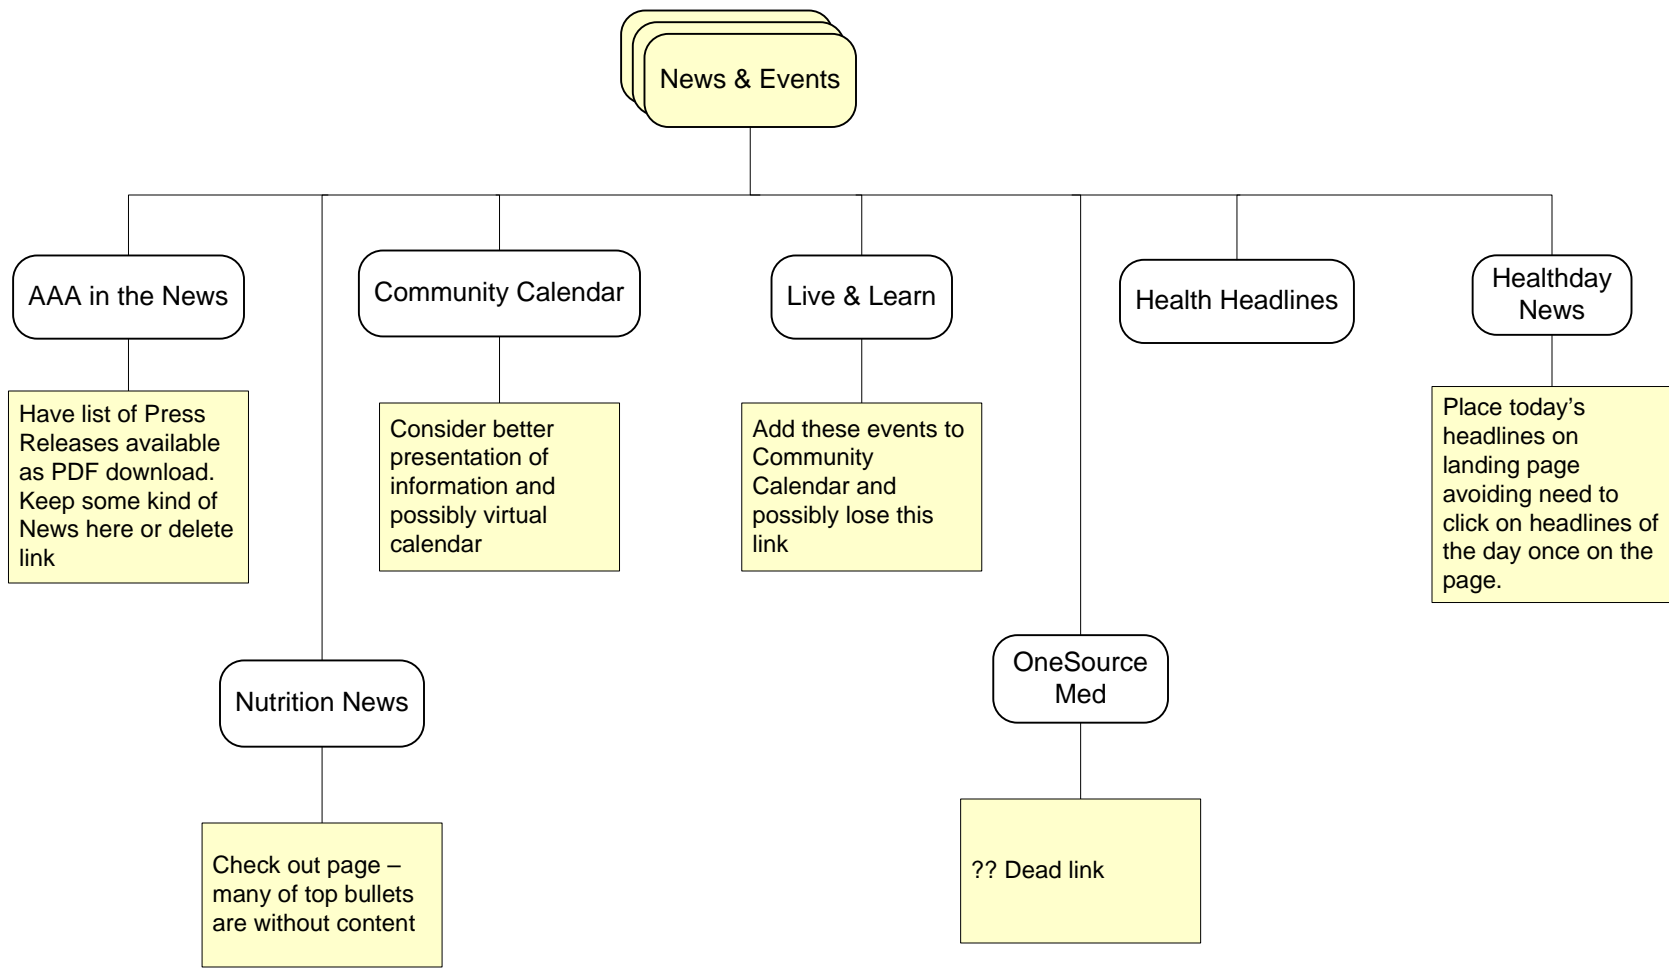 News & Events
AAA in the News
Community Calendar
Live & Learn
Health Headlines
Healthday
News
Have list of Press
Releases available
as PDF download.
Keep some kind of
News here or delete
link
Consider better
presentation of
information and
possibly virtual
calendar
Add these events to
Community
Calendar and
possibly lose this
link
Place today’s
headlines on
landing page
avoiding need to
click on headlines of
the day once on the
page.
Nutrition News
OneSource
Med
Check out page –
many of top bullets
are without content
?? Dead link